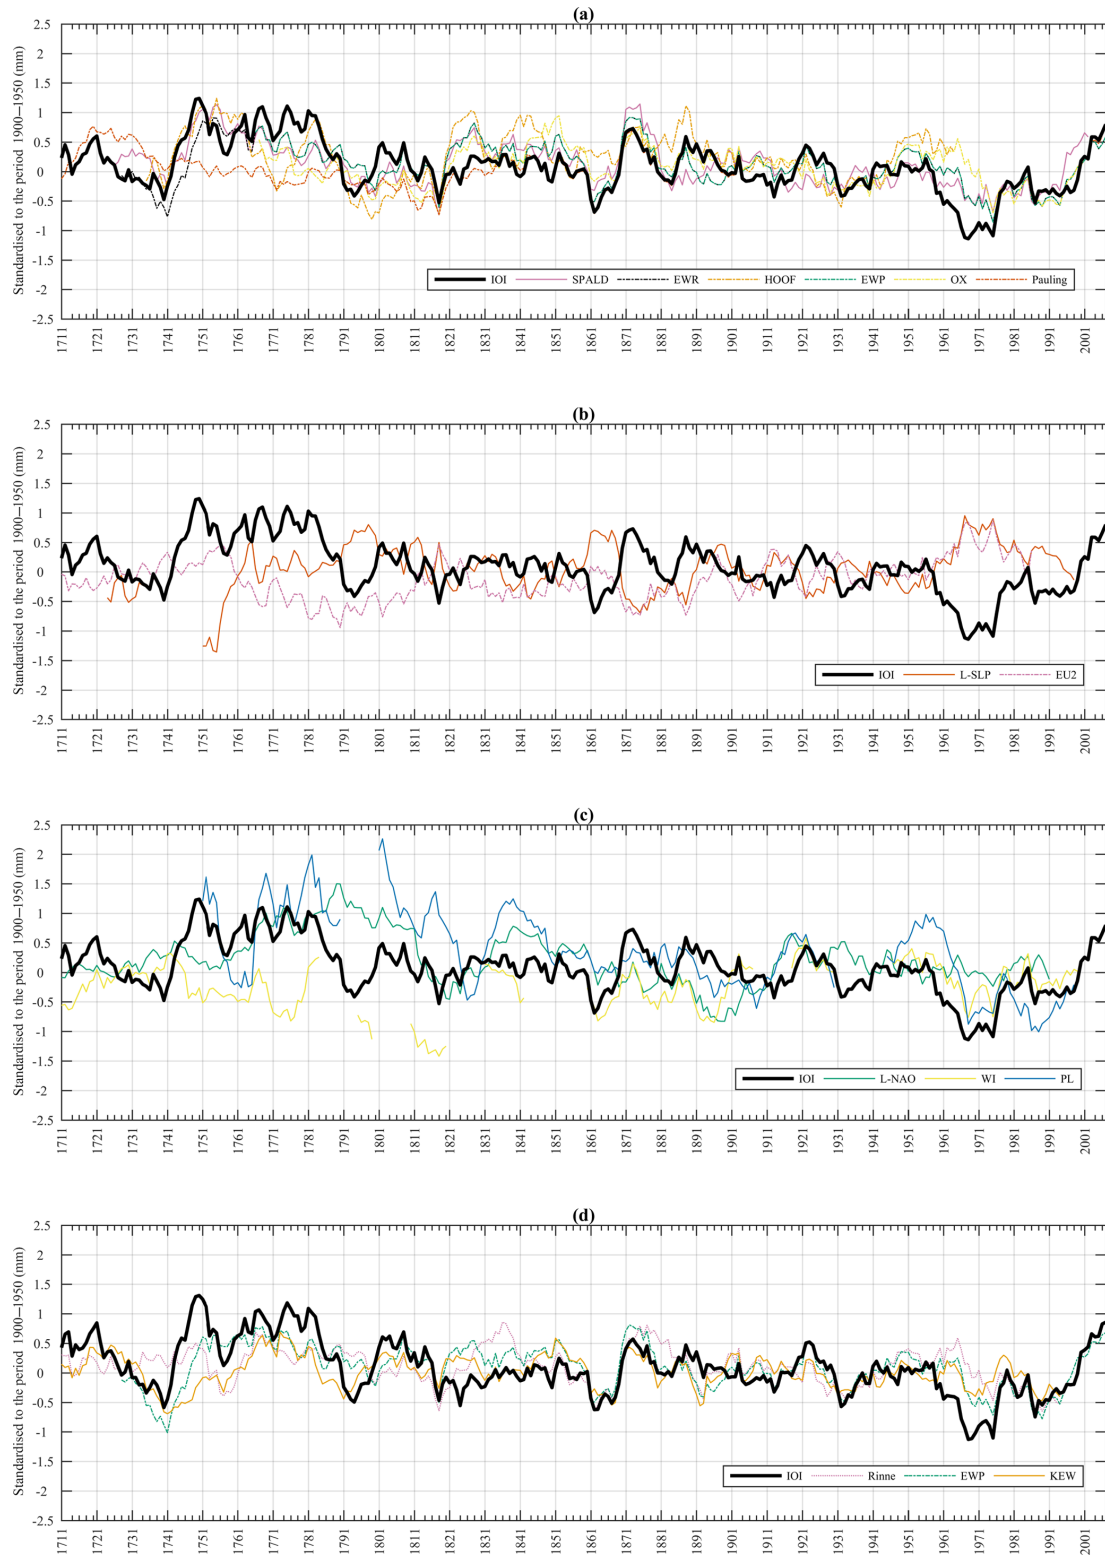 (a)
Standardised to the period 1900–1950 (mm)
2.5
2
1.5
1
0.5
0
-0.5
-1
-1.5
-2
-2.5
IOI SPALD EWR HOOF EWP OX Pauling
1711 1721 1731 1741 1751 1761 1771 1781 1791 1801 1811 1821 1831 1841 1851 1861 1871 1881 1891 1901 1911 1921 1931 1941 1951 1961 1971 1981 1991 2001
(b)
Standardised to the period 1900–1950 (mm)
2.5
2
1.5
1
0.5
0
-0.5
-1
-1.5
-2
-2.5
IOI L-SLP EU2
1711 1721 1731 1741 1751 1761 1771 1781 1791 1801 1811 1821 1831 1841 1851 1861 1871 1881 1891 1901 1911 1921 1931 1941 1951 1961 1971 1981 1991 2001
(c)
Standardised to the period 1900–1950 (mm)
2.5
2
1.5
1
0.5
0
-0.5
-1
-1.5
-2
-2.5
IOI L-NAO WI PL
1711 1721 1731 1741 1751 1761 1771 1781 1791 1801 1811 1821 1831 1841 1851 1861 1871 1881 1891 1901 1911 1921 1931 1941 1951 1961 1971 1981 1991 2001
(d)
Standardised to the period 1900–1950 (mm)
2.5
2
1.5
1
0.5
0
-0.5
-1
-1.5
-2
-2.5
IOI Rinne EWP KEW
1711 1721 1731 1741 1751 1761 1771 1781 1791 1801 1811 1821 1831 1841 1851 1861 1871 1881 1891 1901 1911 1921 1931 1941 1951 1961 1971 1981 1991 2001